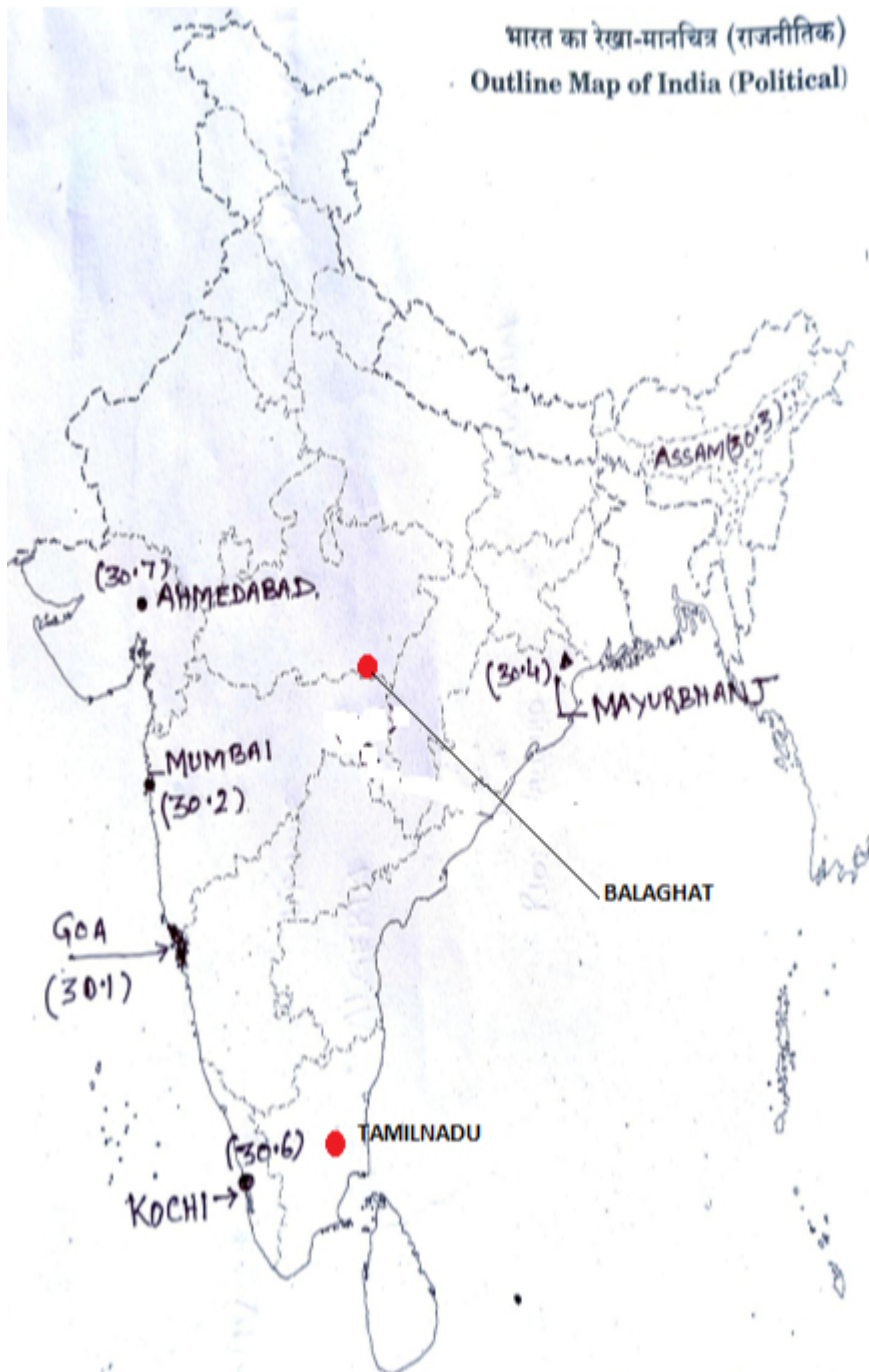 भारत का रेखा-मानचित्र (राजनीतिक)
Outline Map of India (Political)
ASSAM(30.3)
(30.7)
AHMEDABAD.
(30.4)
MAYURBHANJ
MUMBAI
(30.2)
BALAGHAT
GOA
(30.1)
TAMILNADU
(30.6)
KOCHI